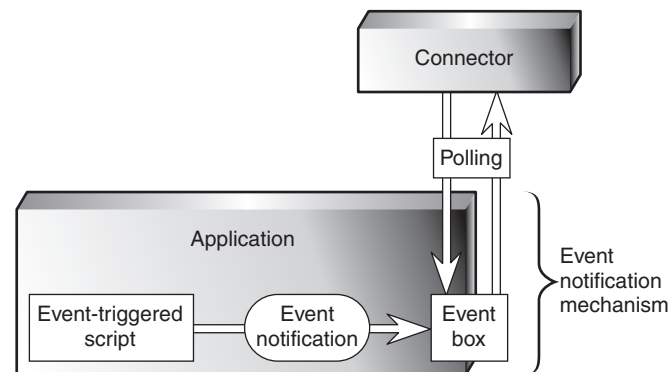 Connector
Polling
Application
Event
notification
mechanism
Event-triggered
script
Event
notification
Event
box